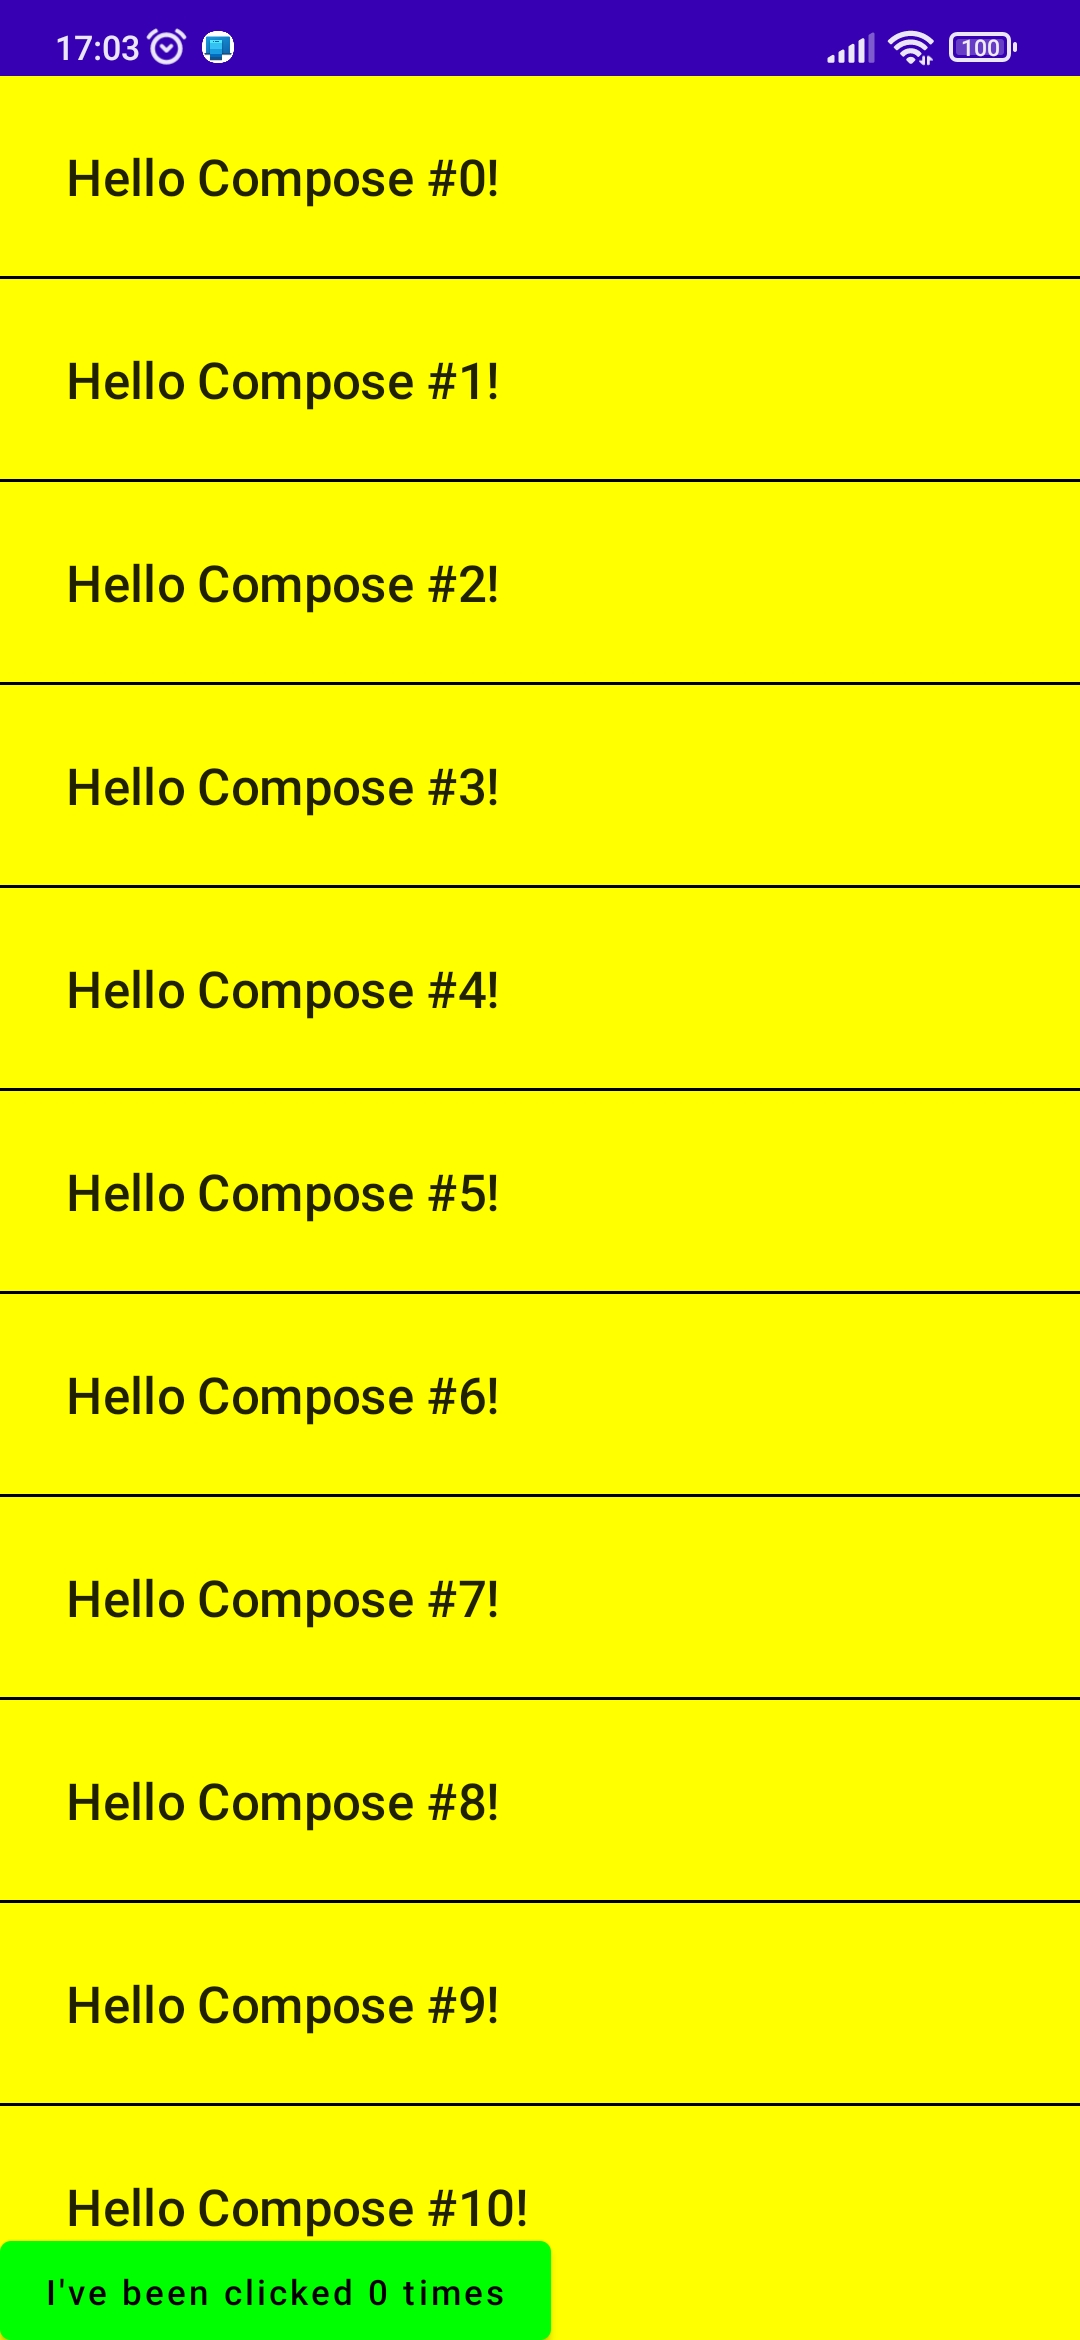 17:03
100
Hello Compose #0!
Hello Compose #1!
Hello Compose #2!
Hello Compose #3!
Hello Compose #4!
Hello Compose #5!
Hello Compose #6!
Hello Compose #7!
Hello Compose #8!
Hello Compose #9!
Hello Compose #10!
I've been clicked 0 times